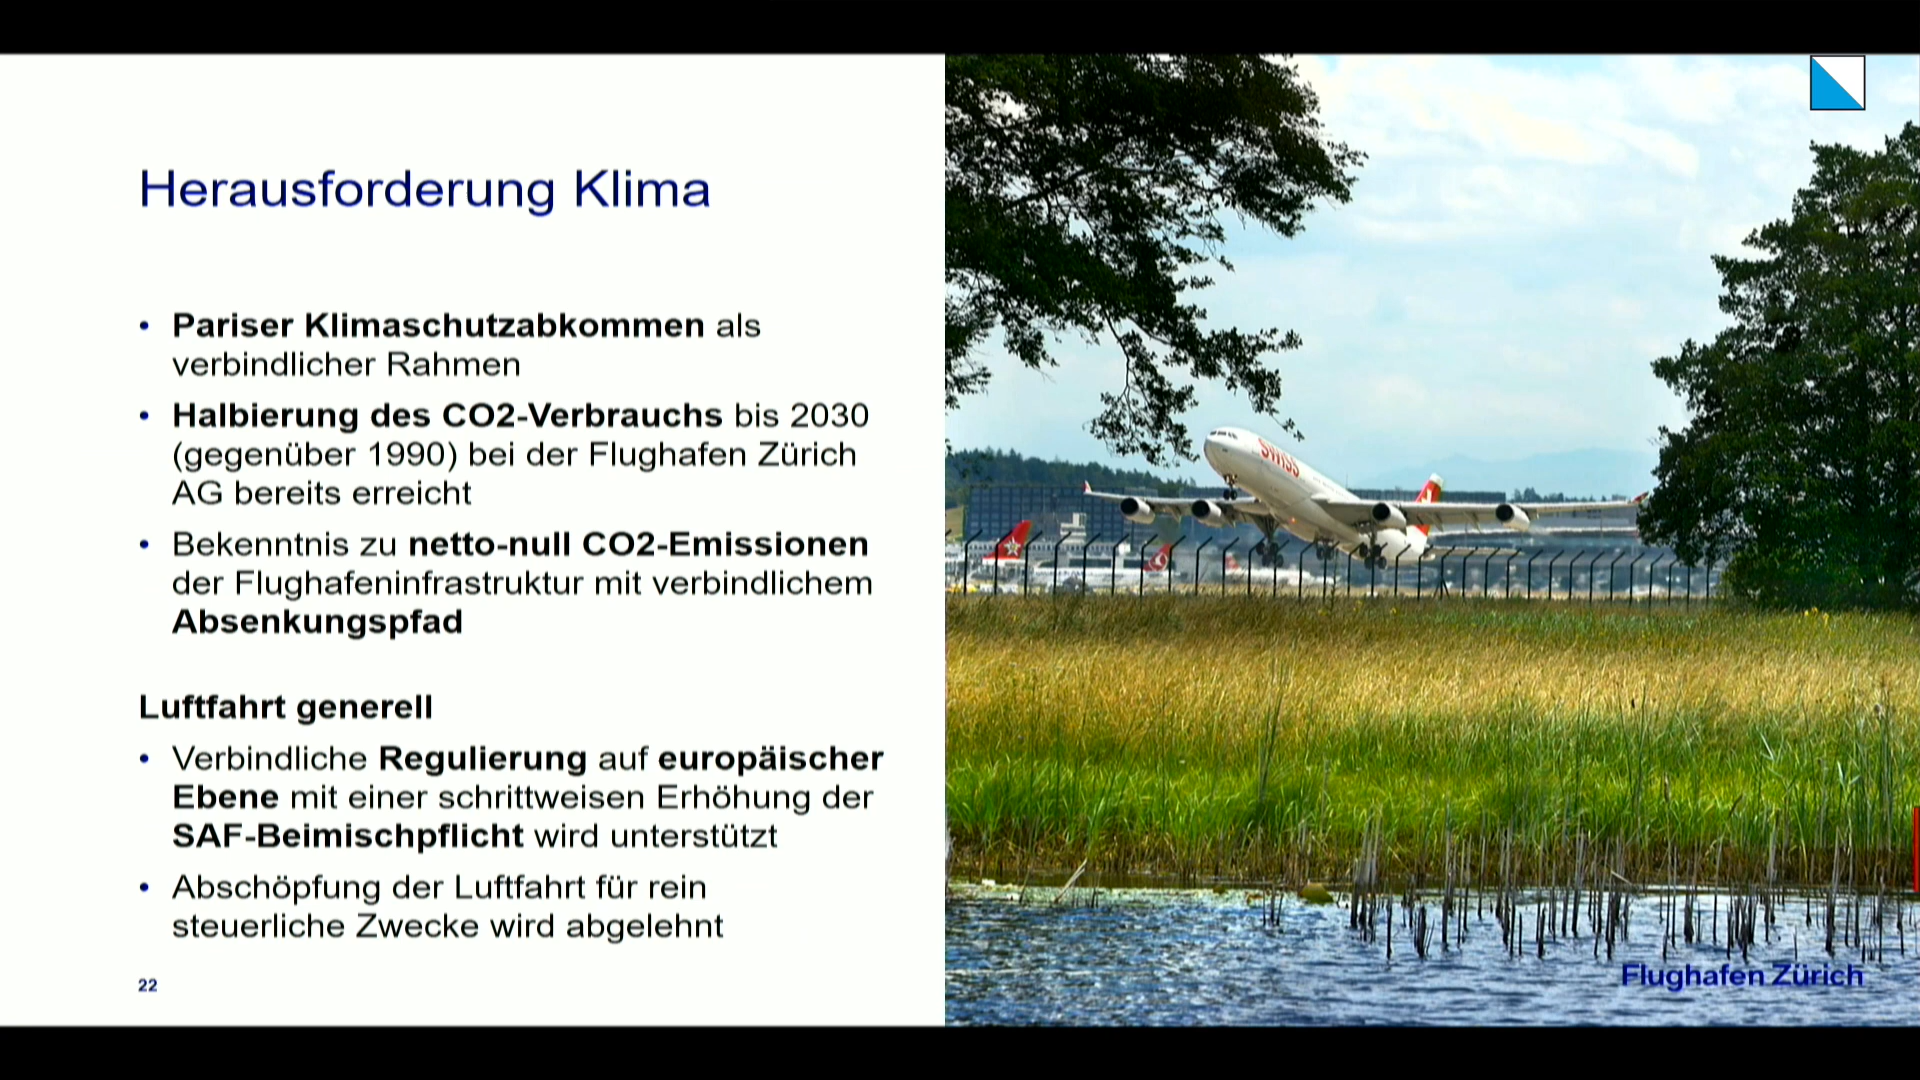 Herausforderung Klima
• Pariser Klimaschutzabkommen als
verbindlicher Rahmen
• Halbierung des CO2-Verbrauchs bis 2030
(gegenüber 1990) bei der Flughafen Zürich
AG bereits erreicht
• Bekenntnis zu netto-null CO2-Emissionen
der Flughafeninfrastruktur mit verbindlichem
Absenkungspfad
Luftfahrt generell
• Verbindliche Regulierung auf europäischer
Ebene mit einer schrittweisen Erhöhung der
SAF-Beimischpflicht wird unterstützt
• Abschöpfung der Luftfahrt für rein
steuerliche Zwecke wird abgelehnt
22
SWISS
Flughafen Zürich